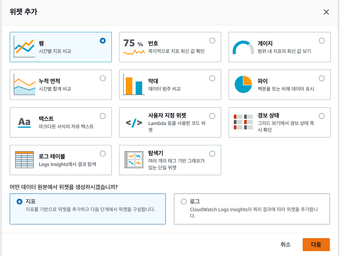 위젯 추가
행
시간별 지표 비교
75 %
번호
즉각적으로 지표 최신 값 확인
게이지
범위 내 지표의 최신 값 보기
누적 면적
시간별 합계 비교
막대
데이터 범주 비교
파이
백분율 또는 비례 데이터 표시
Aa
텍스트
마크다운 서식의 자유 텍스트
</>
사용자 지정 위젯
Lambda 등을 사용한 코드 위
젯
경보 상태
그리드 보기에서 경보 상태 즉
시 확인
로그 테이블
Logs Insights에서 결과 탐색
탐색기
여러 개의 태그 기반 그래프가
있는 단일 위젯
어떤 데이터 원본에서 위젯을 생성하시겠습니까?
지표
지표를 기반으로 위젯을 추가하고 다음 단계에서 위젯을 구성합니다.
로그
CloudWatch Logs Insights의 쿼리 결과에 따라 위젯을 추가합니
다.
취소
다음